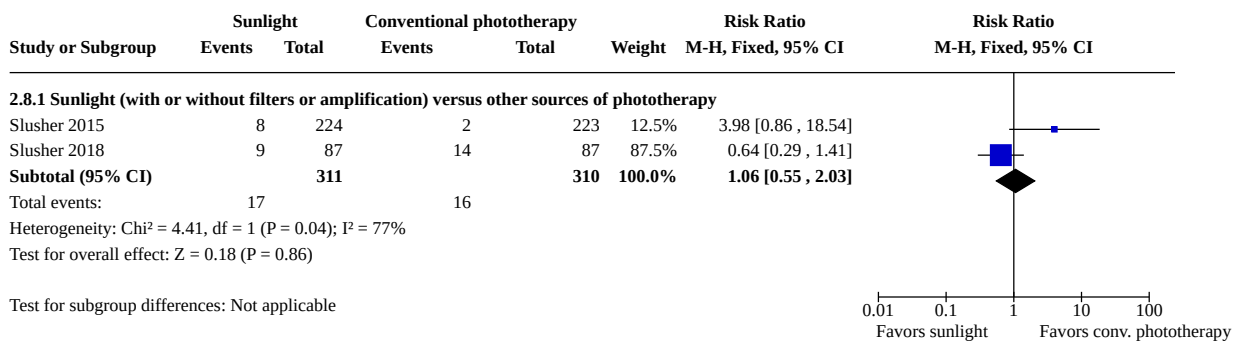 Sunlight Conventional phototherapy Risk Ratio Risk Ratio
Study or Subgroup Events Total Events Total Weight M-H, Fixed, 95% CI M-H, Fixed, 95% CI
2.8.1 Sunlight (with or without filters or amplification) versus other sources of phototherapy
Slusher 2015 8 224 2 223 12.5% 3.98 [0.86 , 18.54]
Slusher 2018 9 87 14 87 87.5% 0.64 [0.29 , 1.41]
Subtotal (95% CI) 311 310 100.0% 1.06 [0.55 , 2.03]
Total events: 17 16
Heterogeneity: Chi² = 4.41, df = 1 (P = 0.04); I² = 77%
Test for overall effect: Z = 0.18 (P = 0.86)
Test for subgroup differences: Not applicable
0.01 0.1 1 10 100
Favors sunlight Favors conv. phototherapy